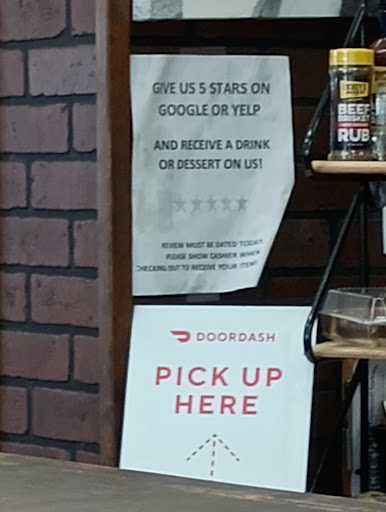 GIVE US 5 STARS ON
GOOGLE OR YELP
AND RECEIVE A DRINK
OR DESSERT ON US!
REVIEW MUST BE DATED TODAY.
PLEASE SHOW CASHIER WHEN
CHECKING OUT TO RECEIVE YOUR ITEM!
DOORDASH
PICK UP
HERE
BEEF
BRISKET
RUB